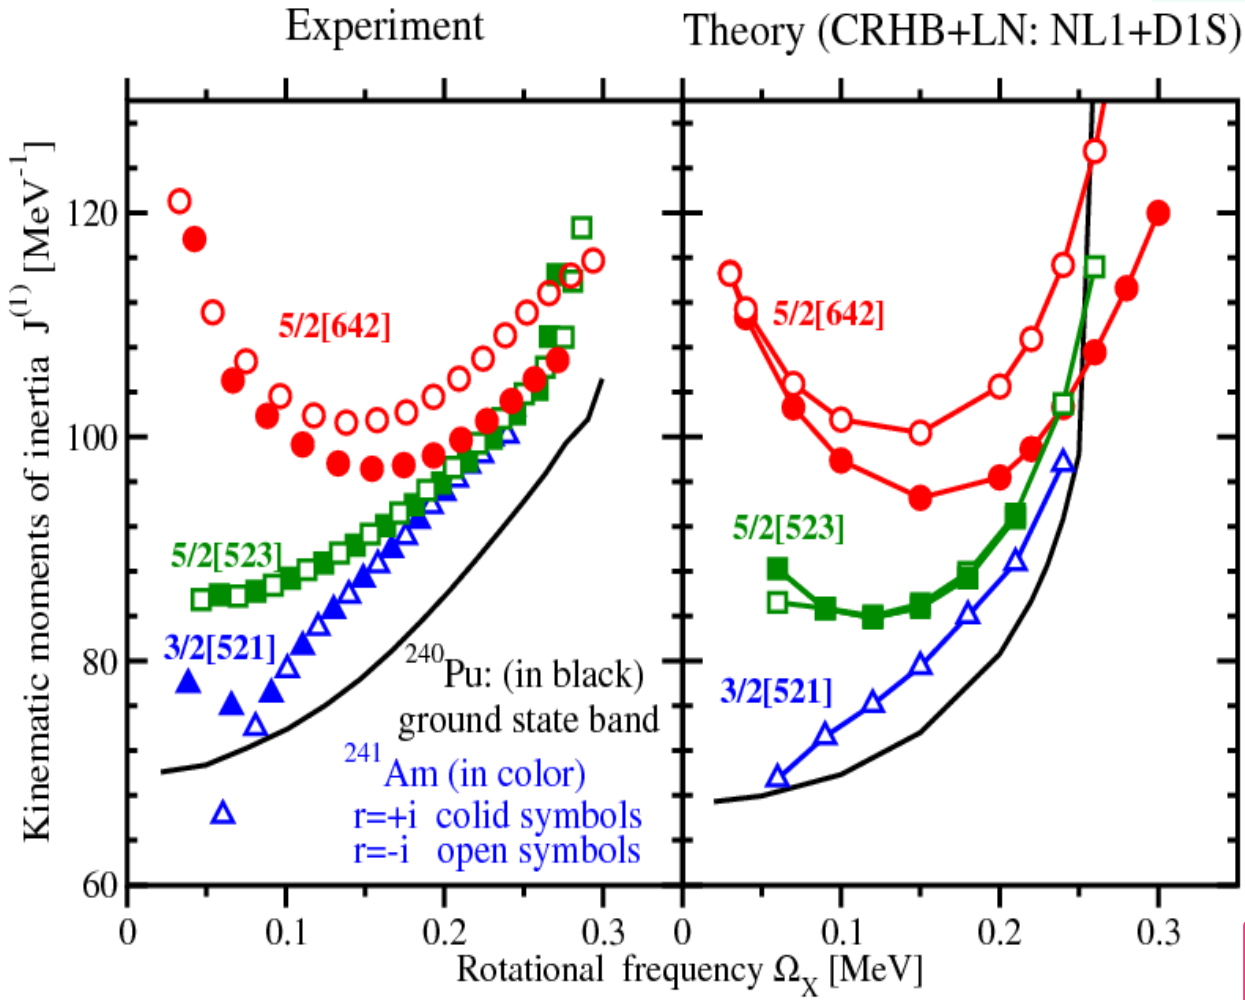 Experiment
Theory (CRHB+LN: NL1+D1S)
Kinematic moments of inertia J(1) [MeV-1]
120
100
80
60
5/2[642]
5/2[523]
3/2[521]
240Pu: (in black)
ground state band
241Am (in color)
r=+i colid symbols
r=-i open symbols
5/2[642]
5/2[523]
3/2[521]
0 0.1 0.2 0.3 0 0.1 0.2 0.3
Rotational frequency ΩX [MeV]